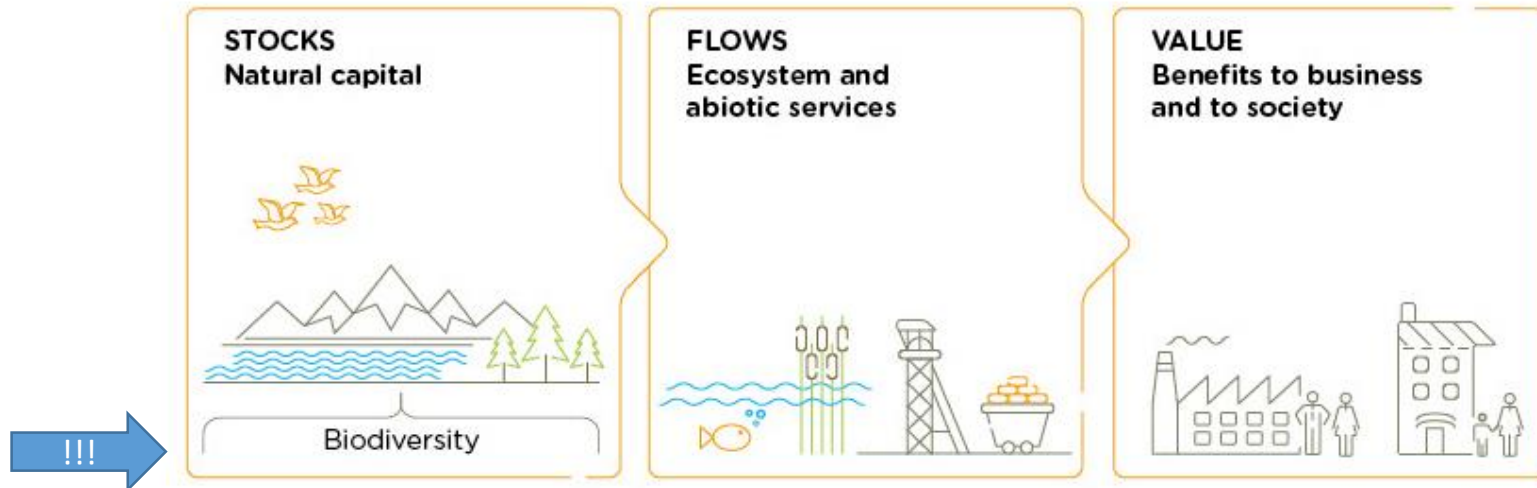 STOCKS
Natural capital
FLOWS
Ecosystem and
abiotic services
VALUE
Benefits to business
and to society
Biodiversity
!!!